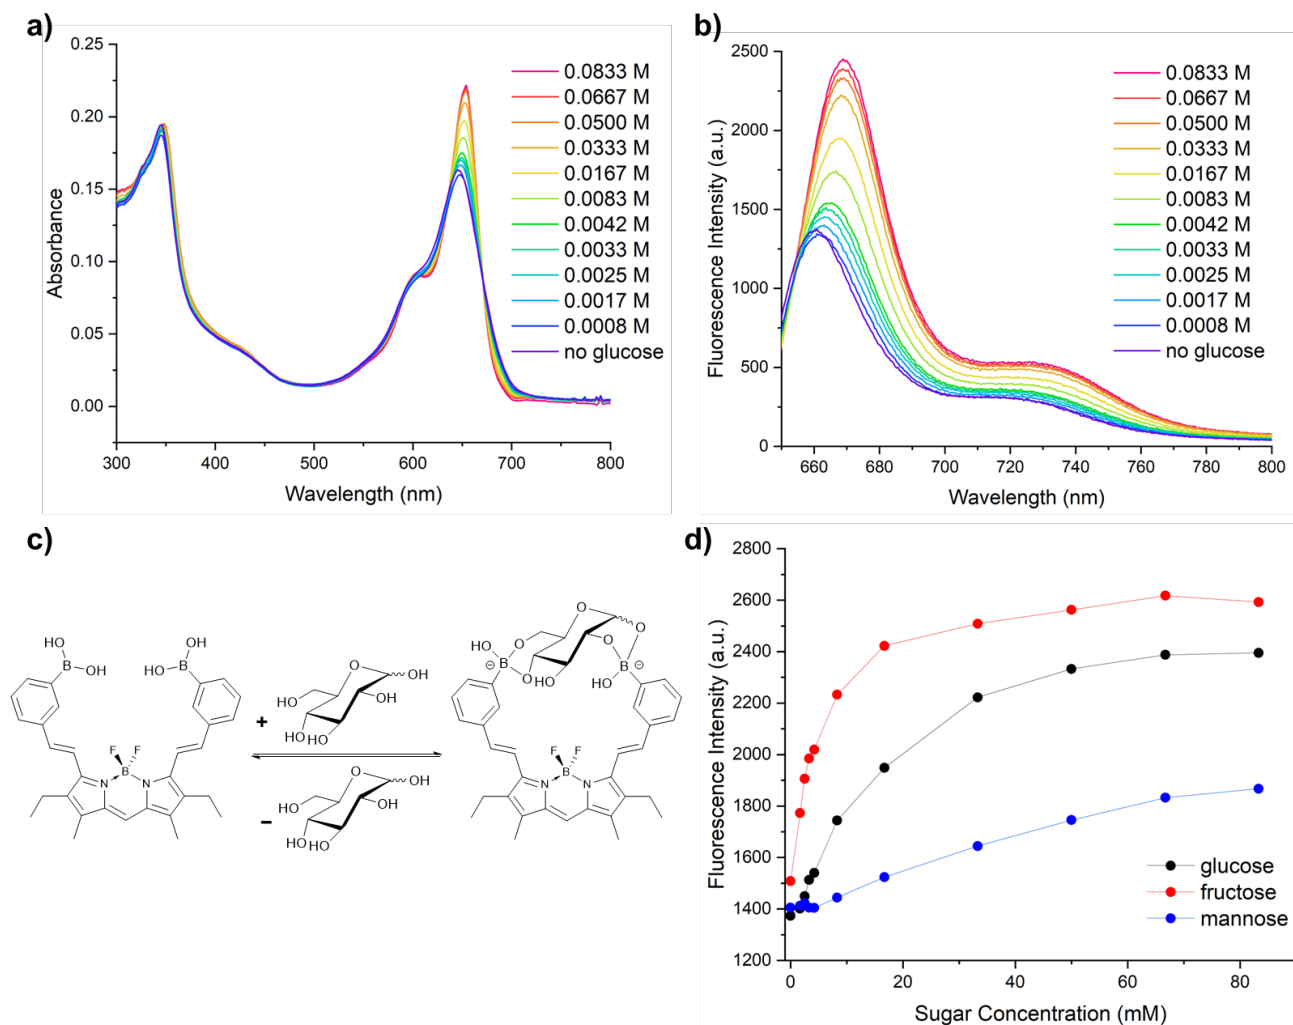 a)
0.25
0.20
0.15
0.10
0.05
0.00
Absorbance
300 400 500 600 700 800
Wavelength (nm)
0.0833 M
0.0667 M
0.0500 M
0.0333 M
0.0167 M
0.0083 M
0.0042 M
0.0033 M
0.0025 M
0.0017 M
0.0008 M
no glucose
b)
2500
2000
1500
1000
500
0
Fluorescence Intensity (a.u.)
660 680 700 720 740 760 780 800
Wavelength (nm)
0.0833 M
0.0667 M
0.0500 M
0.0333 M
0.0167 M
0.0083 M
0.0042 M
0.0033 M
0.0025 M
0.0017 M
0.0008 M
no glucose
c)
HO OH
B
OH
OH
HO B
OH
F F
B
N N
+
O
HO
HO OH
HO
OH
−
O OH
HO
HO OH
HO
O
O
HO O O
B ⊖ O B ⊖
HO
HO
F F
B
N N
d)
2800
2600
2400
2200
2000
1800
1600
1400
1200
Fluorescence Intensity (a.u.)
0 20 40 60 80
Sugar Concentration (mM)
glucose
fructose
mannose